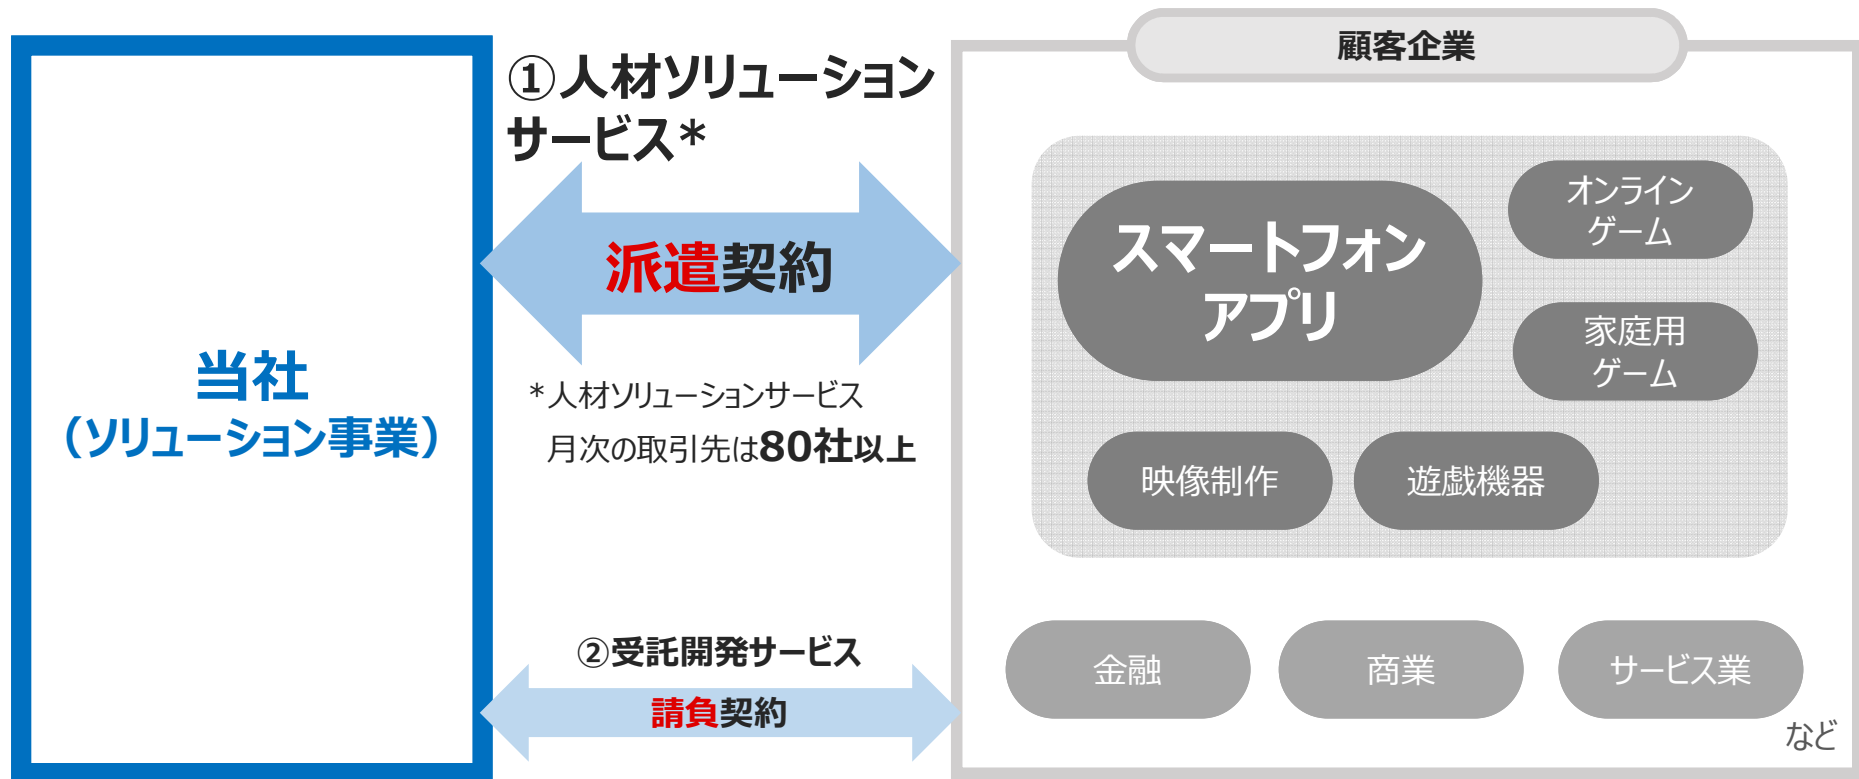 当社
（ソリューション事業）
①人材ソリューション
サービス＊
派遣契約
＊人材ソリューションサービス
月次の取引先は80社以上
②受託開発サービス
請負契約
顧客企業
スマートフォン
アプリ
オンライン
ゲーム
家庭用
ゲーム
映像制作
遊戯機器
金融
商業
サービス業
など